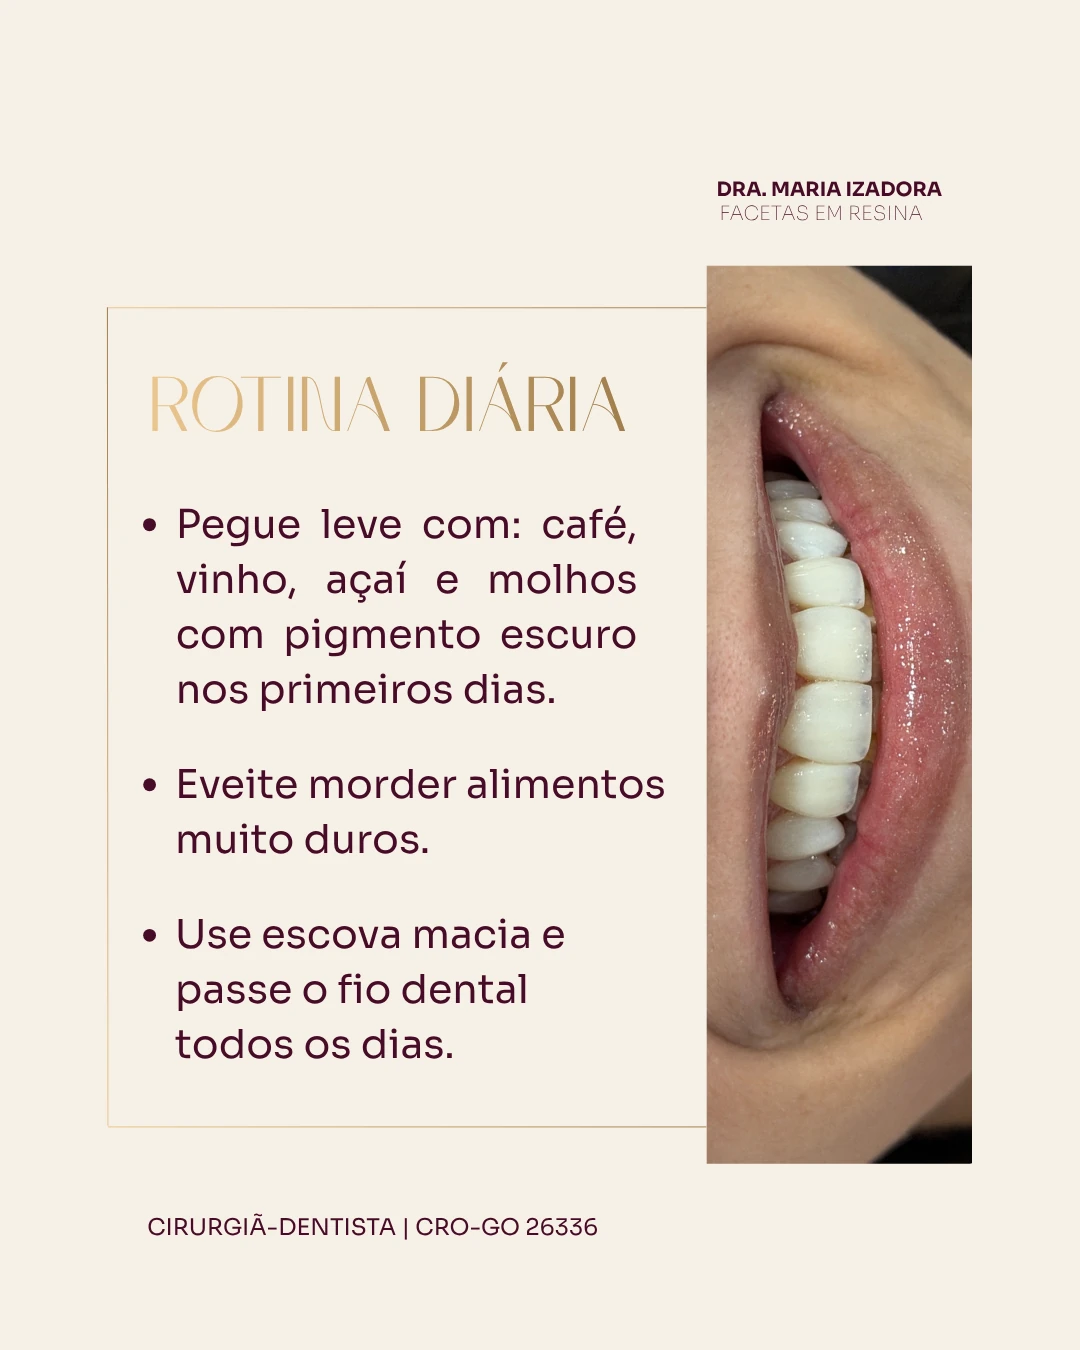 DRA. MARIA IZADORA
FACETAS EM RESINA
ROTINA DIÁRIA
• Pegue leve com: café,
vinho, açaí e molhos
com pigmento escuro
nos primeiros dias.
• Eveite morder alimentos
muito duros.
• Use escova macia e
passe o fio dental
todos os dias.
CIRURGIÃ-DENTISTA | CRO-GO 26336